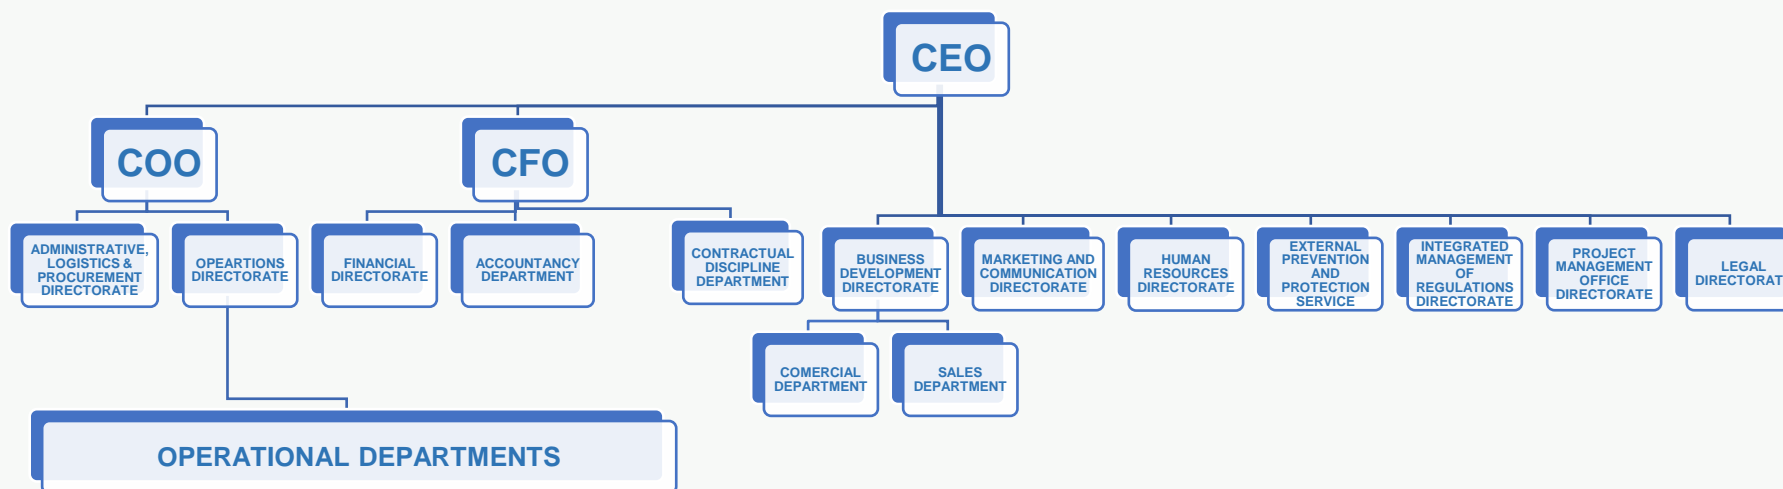 CEO
COO
CFO
ADMINISTRATIVE,
LOGISTICS &
PROCUREMENT
DIRECTORATE
OPEARTIONS
DIRECTORATE
FINANCIAL
DIRECTORATE
ACCOUNTANCY
DEPARTMENT
CONTRACTUAL
DISCIPLINE
DEPARTMENT
BUSINESS
DEVELOPMENT
DIRECTORATE
MARKETING AND
COMMUNICATION
DIRECTORATE
HUMAN
RESOURCES
DIRECTORATE
EXTERNAL
PREVENTION
AND
PROTECTION
SERVICE
INTEGRATED
MANAGEMENT
OF
REGULATIONS
DIRECTORATE
PROJECT
MANAGEMENT
OFFICE
DIRECTORATE
LEGAL
DIRECTORAT
COMERCIAL
DEPARTMENT
SALES
DEPARTMENT
OPERATIONAL DEPARTMENTS